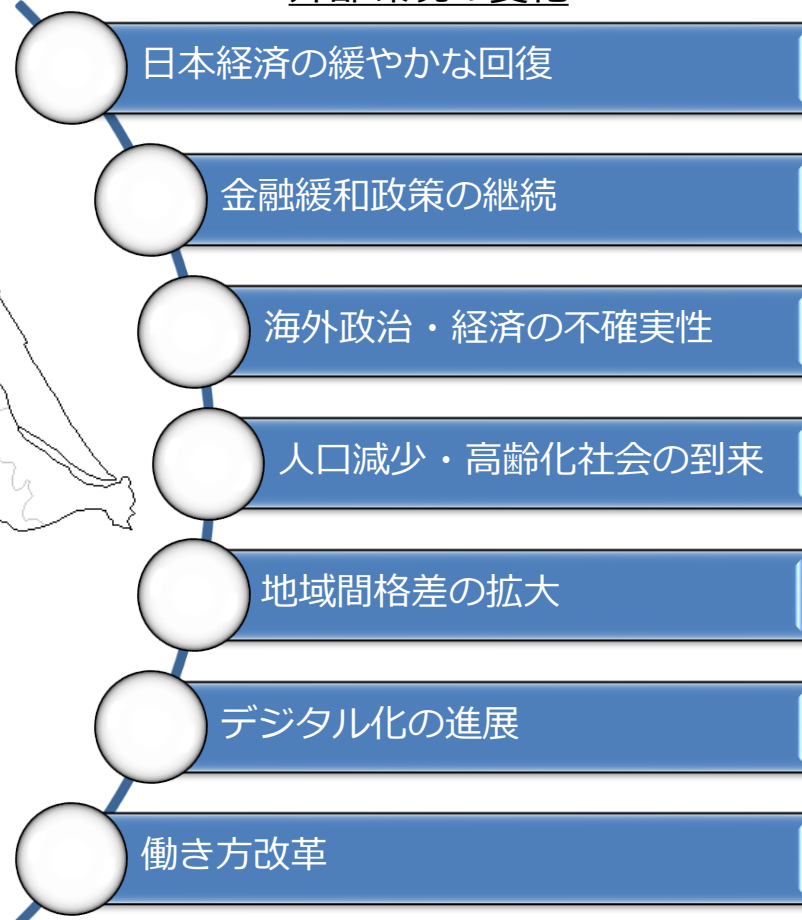 日本経済の緩やかな回復
金融緩和政策の継続
海外政治・経済の不確実性
人口減少・高齢化社会の到来
地域間格差の拡大
デジタル化の進展
働き方改革